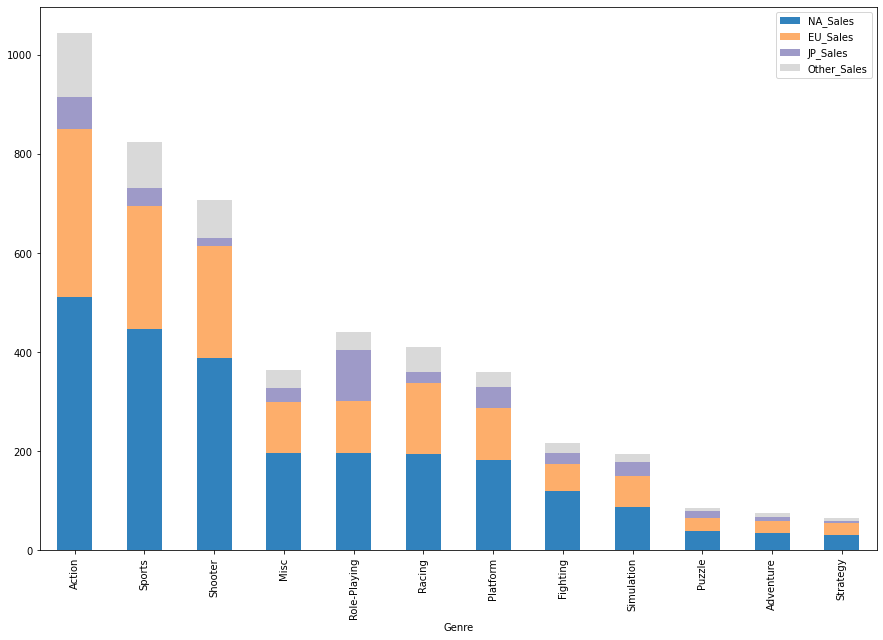 NA_Sales
EU_Sales
JP_Sales
Other_Sales
1000
800
600
400
200
0
Action
Sports
Shooter
Misc
Role-Playing
Racing
Platform
Fighting
Simulation
Puzzle
Adventure
Strategy
Genre